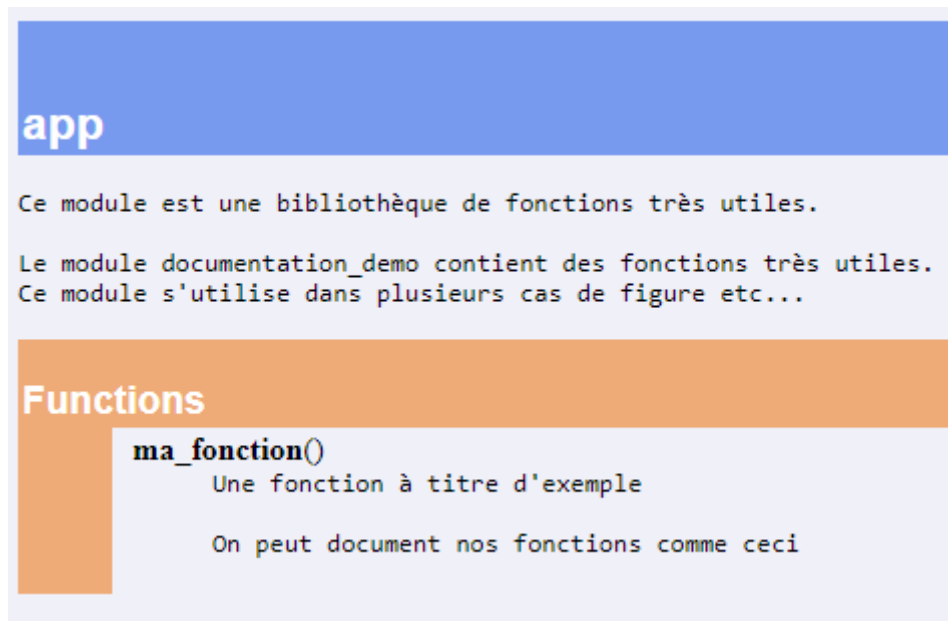 app
Ce module est une bibliothèque de fonctions très utiles.
Le module documentation_demo contient des fonctions très utiles.
Ce module s'utilise dans plusieurs cas de figure etc...
Functions
ma_fonction()
Une fonction à titre d'exemple
On peut document nos fonctions comme ceci